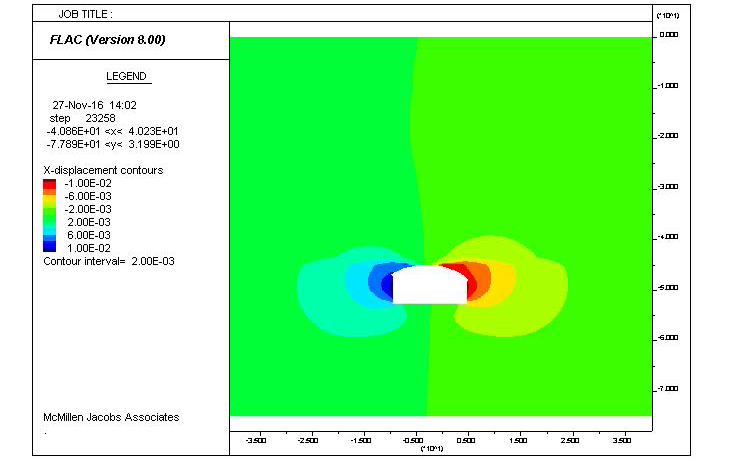 JOB TITLE :
FLAC (Version 8.00)
LEGEND
27-Nov-16 14:02
step 23258
-4.086E+01 <x< 4.023E+01
-7.789E+01 <y< 3.199E+00
X-displacement contours
-1.00E-02
-6.00E-03
-2.00E-03
2.00E-03
6.00E-03
1.00E-02
Contour interval= 2.00E-03
McMillen Jacobs Associates
.
(*10^1)
0.000
-1.000
-2.000
-3.000
-4.000
-5.000
-6.000
-7.000
-3.500
-2.500
-1.500
-0.500
0.500
1.500
2.500
3.500
(*10^1)